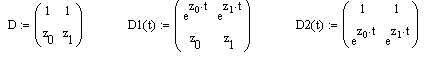 D := ( 1 1 z₀ z₁ ) D1(t) := ( e^z₀·t e^z₁·t z₀ z₁ ) D2(t) := ( 1 1 e^z₀·t e^z₁·t )